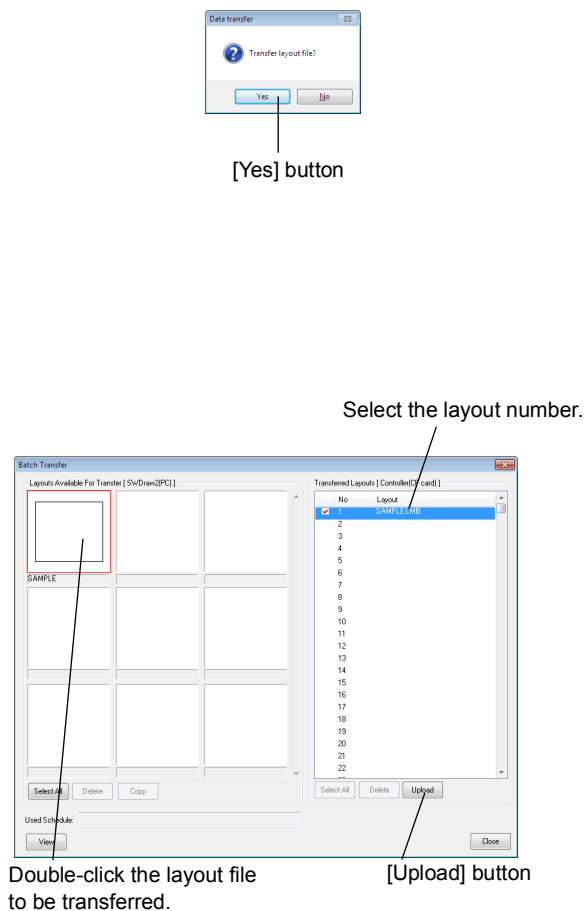 Data transfer
Transfer layout file?
Yes
No
[Yes] button
Select the layout number.
Batch Transfer
Layouts Available For Transfer [ SWDraw2(PC) ]
Transferred Layouts [ Controller(CF card) ]
No Layout
1 SAMPLE.LMB
2
3
4
5
6
7
8
9
10
11
12
13
14
15
16
17
18
19
20
21
22
SAMPLE
Select All Delete Copy
Select All Delete Upload
Used Schedule:
View
Close
Double-click the layout file
to be transferred.
[Upload] button